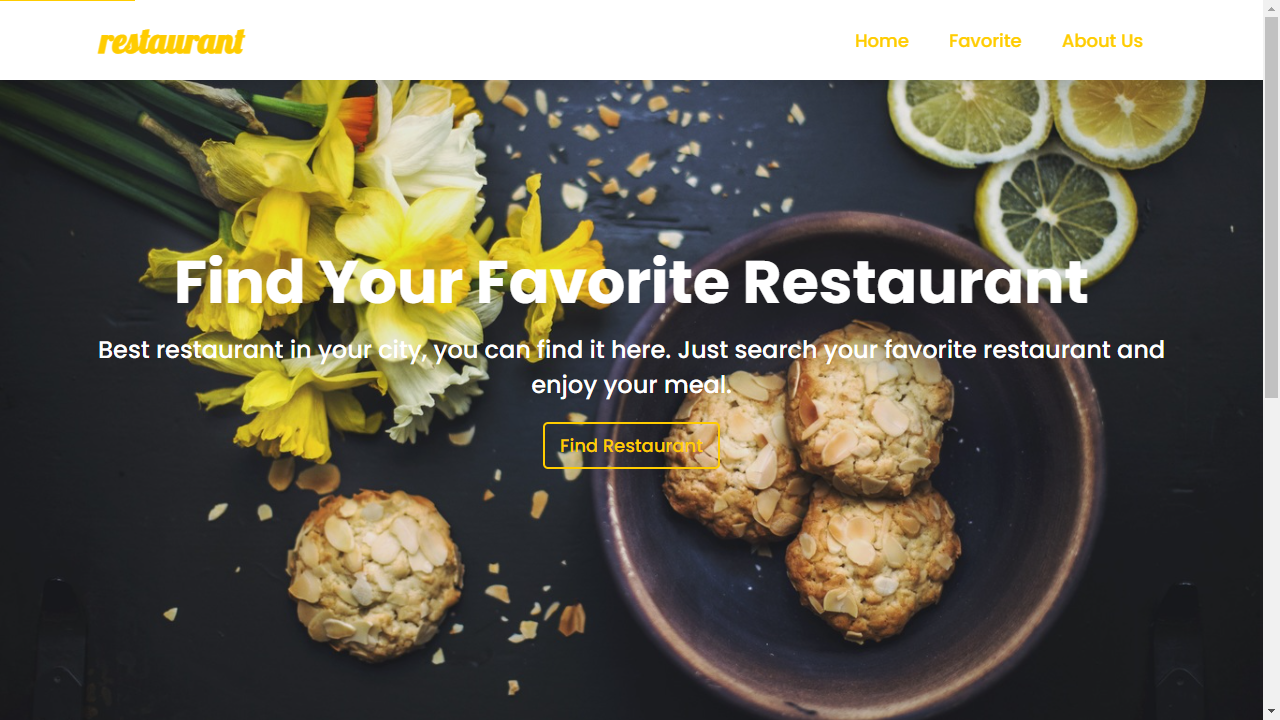 restaurant
Home Favorite About Us
Find Your Favorite Restaurant
Best restaurant in your city, you can find it here. Just search your favorite restaurant and
enjoy your meal.
Find Restaurant